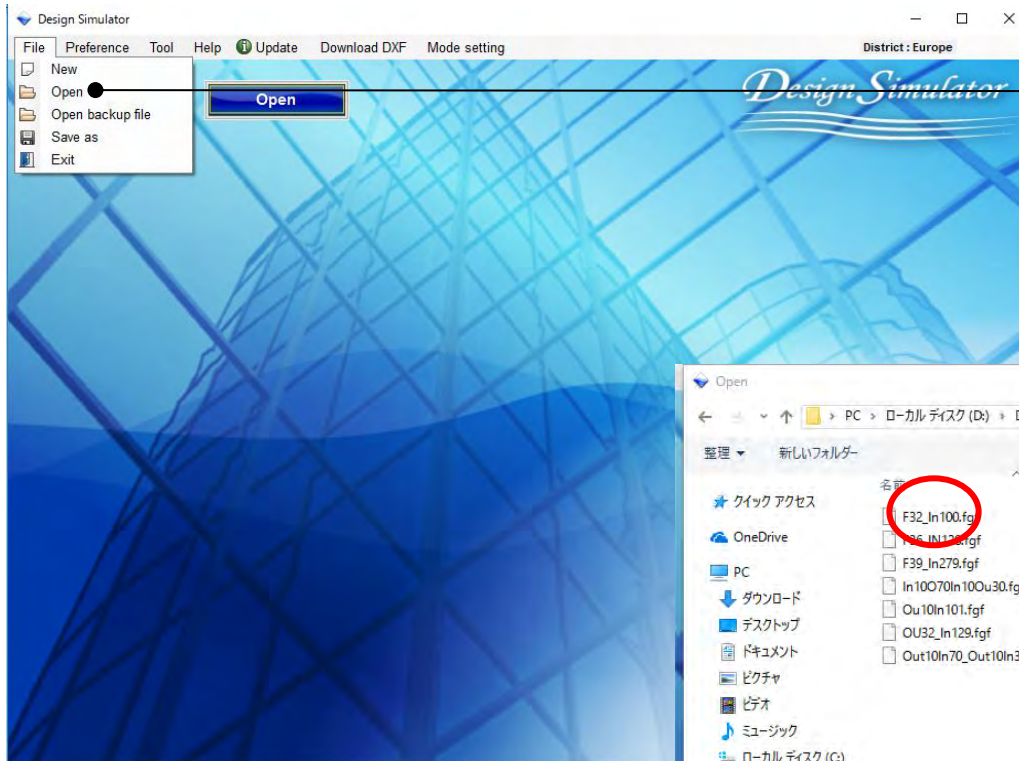 Design Simulator
File Preference Tool Help Update Download DXF Mode setting District : Europe
New
Open
Open backup file
Save as
Exit
Open
Design Simulator
Open
PC > ローカル ディスク (D:) >
整理 新しいフォルダー
名前
クイック アクセス
OneDrive
PC
ダウンロード
デスクトップ
ドキュメント
ピクチャ
ビデオ
ミュージック
ローカル ディスク (C:)
F32_In100.fgf
F39_In279.fgf
In10O70In10Ou30.fg
Ou10In101.fgf
OU32_In129.fgf
Out10In70_Out10In3